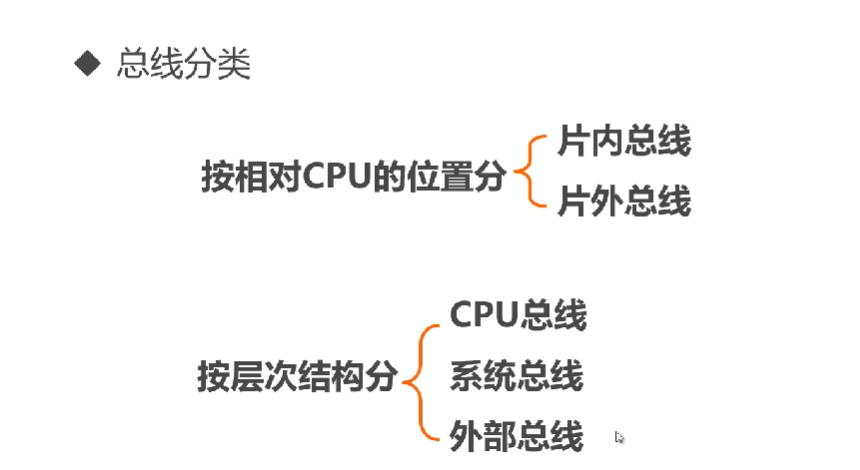 ◆ 总线分类
片内总线
按相对CPU的位置分
片外总线
CPU总线
按层次结构分
系统总线
外部总线